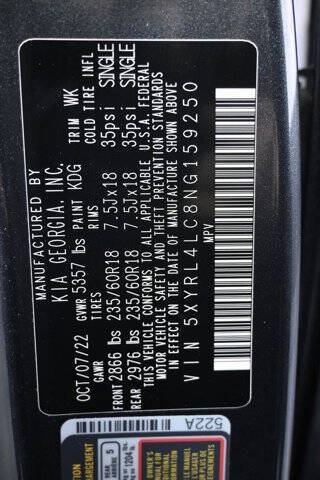 MANUFACTURED BY
KIA GEORGIA, INC.
OCT/07/22 PAINT KDG TRIM WK
GVWR 5357 lbs
GAWR TIRES RIMS COLD TIRE INFL
FRONT 2866 lbs 235/60R18 7.5Jx18 35psi SINGLE
REAR 2976 lbs 235/60R18 7.5Jx18 35psi SINGLE
THIS VEHICLE CONFORMS TO ALL APPLICABLE U.S.A. FEDERAL
MOTOR VEHICLE SAFETY AND THEFT PREVENTION STANDARDS
IN EFFECT ON THE DATE OF MANUFACTURE SHOWN ABOVE
VIN 5XYRL4LC8NG159250
MPV
522A
REAR
ARRIERE 5